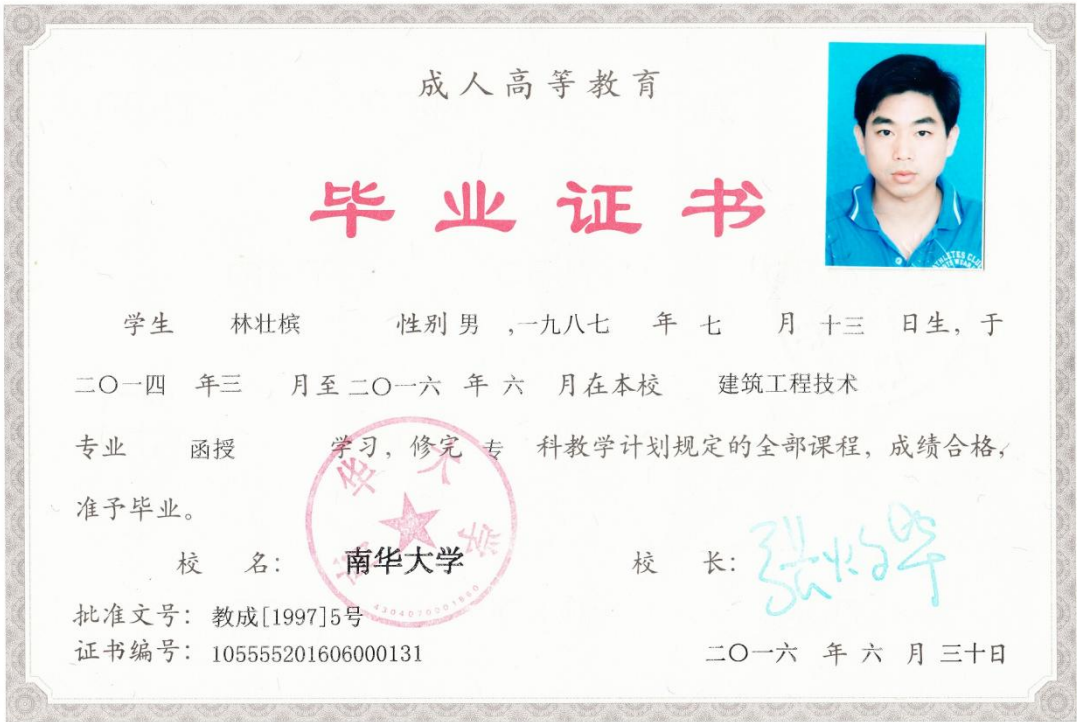 成人高等教育
毕业证书
学生 林壮槟 性别 男 ,一九八七 年 七 月 十三 日生, 于
二〇一四 年三 月至 二〇一六 年 六 月在本校 建筑工程技术
专业 函授 学习, 修完 专 科教学计划规定的全部课程, 成绩合格,
准予毕业。
校 名: 南华大学 校 长:
批准文号: 教成[1997]5号
证书编号: 105555201606000131
二〇一六 年 六 月 三十日